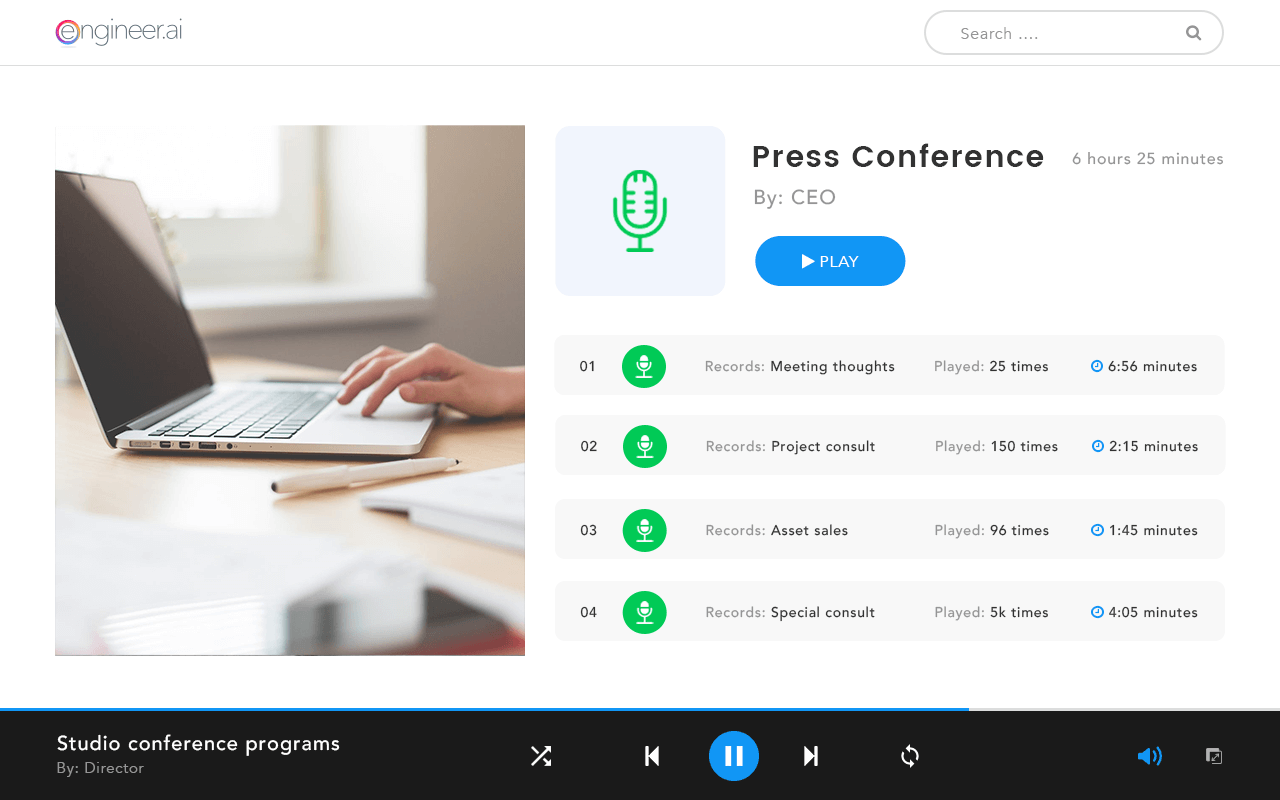 engineer.ai
Search ....
Press Conference
6 hours 25 minutes
By: CEO
PLAY
01 Records: Meeting thoughts Played: 25 times 6:56 minutes
02 Records: Project consult Played: 150 times 2:15 minutes
03 Records: Asset sales Played: 96 times 1:45 minutes
04 Records: Special consult Played: 5k times 4:05 minutes
Studio conference programs
By: Director